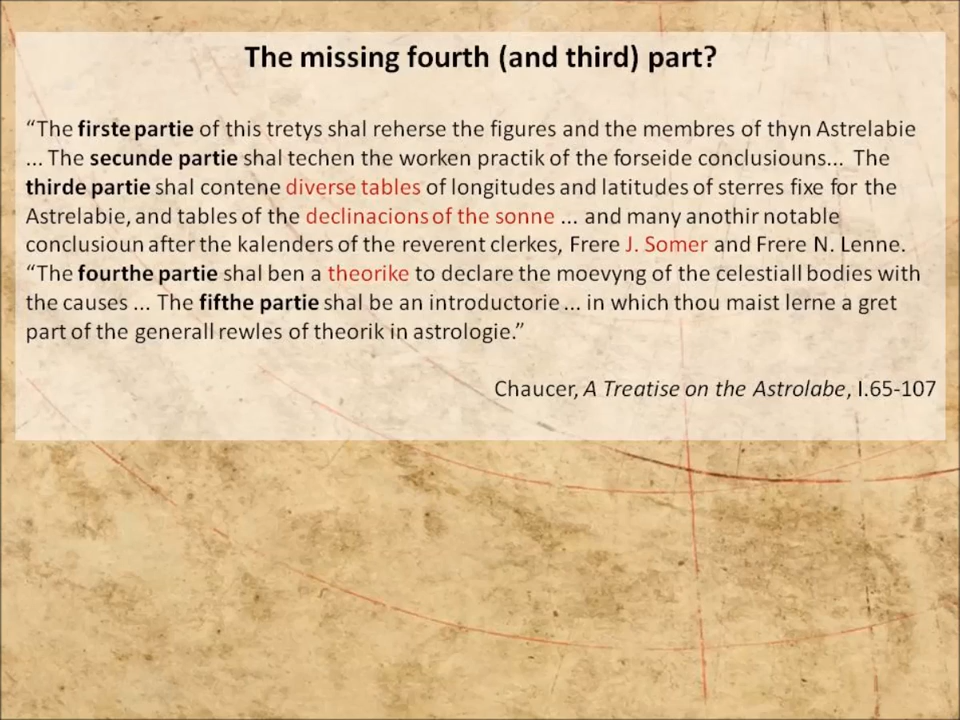 The missing fourth (and third) part?
“The firste partie of this tretys shal reherse the figures and the membres of thyn Astrelabie
... The secunde partie shal techen the worken practik of the forseide conclusiouns... The
thirde partie shal contene diverse tables of longitudes and latitudes of sterres fixe for the
Astrelabie, and tables of the declinacions of the sonne ... and many anothir notable
conclusioun after the kalenders of the reverent clerkes, Frere J. Somer and Frere N. Lenne.
“The fourthe partie shal ben a theorike to declare the moevyng of the celestiall bodies with
the causes ... The fifthe partie shal be an introductorie ... in which thou maist lerne a gret
part of the generall rewles of theorik in astrologie.”
Chaucer, A Treatise on the Astrolabe, I.65-107